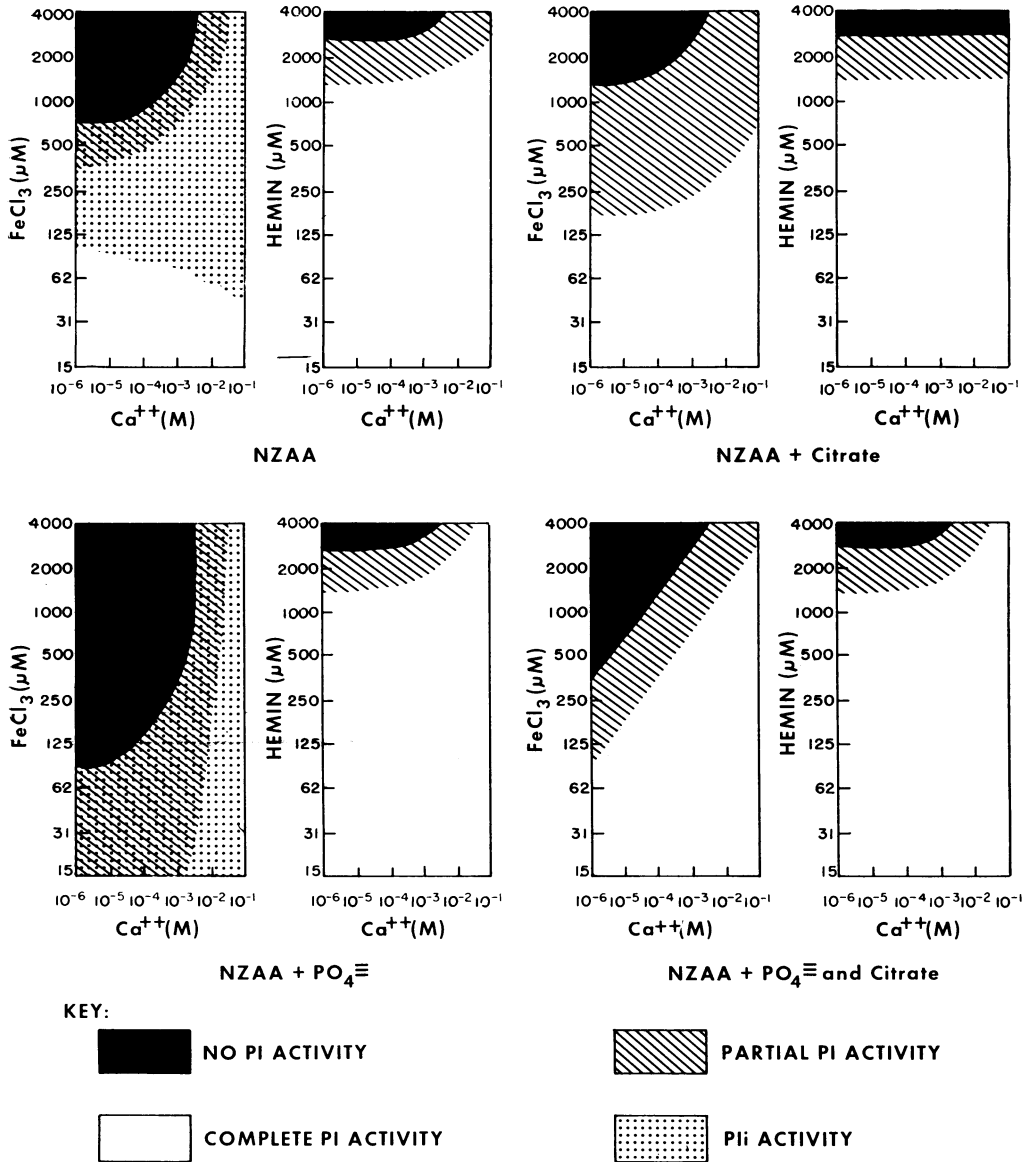 4000
2000
1000
500
250
125
62
31
15
FeCl3 (µM)
10-6 10-5 10-4 10-3 10-2 10-1
Ca++(M)
4000
2000
1000
500
250
125
62
31
15
HEMIN (µM)
10-6 10-5 10-4 10-3 10-2 10-1
Ca++(M)
NZAA
4000
2000
1000
500
250
125
62
31
15
FeCl3 (µM)
10-6 10-5 10-4 10-3 10-2 10-1
Ca++(M)
4000
2000
1000
500
250
125
62
31
15
HEMIN (µM)
10-6 10-5 10-4 10-3 10-2 10-1
Ca++(M)
NZAA + Citrate
4000
2000
1000
500
250
125
62
31
15
FeCl3 (µM)
10-6 10-5 10-4 10-3 10-2 10-1
Ca++(M)
4000
2000
1000
500
250
125
62
31
15
HEMIN (µM)
10-6 10-5 10-4 10-3 10-2 10-1
Ca++(M)
NZAA + PO4≡
4000
2000
1000
500
250
125
62
31
15
FeCl3 (µM)
10-6 10-5 10-4 10-3 10-2 10-1
Ca++(M)
4000
2000
1000
500
250
125
62
31
15
HEMIN (µM)
10-6 10-5 10-4 10-3 10-2 10-1
Ca++(M)
NZAA + PO4≡ and Citrate
KEY:
NO PI ACTIVITY
PARTIAL PI ACTIVITY
COMPLETE PI ACTIVITY
PIi ACTIVITY